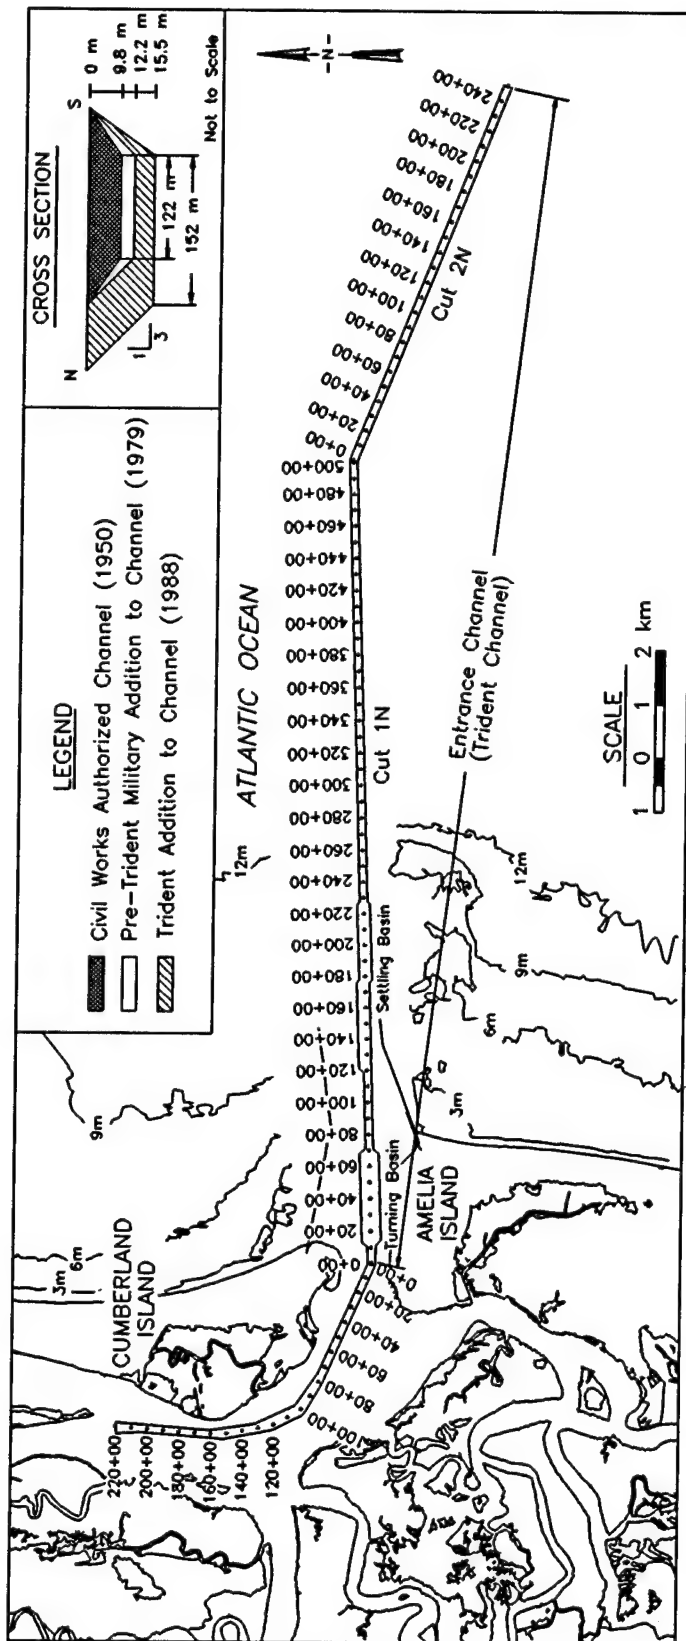 LEGEND
Civil Works Authorized Channel (1950)
Pre-Trident Military Addition to Channel (1979)
Trident Addition to Channel (1988)
CROSS SECTION
N
S
0 m
9.8 m
12.2 m
15.5 m
1
3
122 m
152 m
Not to Scale
-N-
CUMBERLAND
ISLAND
3m
6m
9m
12m
ATLANTIC OCEAN
220+00
200+00
180+00
160+00
140+00
120+00
100+00
80+00
60+00
40+00
20+00
0+00
0+00
20+00
40+00
60+00
80+00
100+00
120+00
140+00
160+00
180+00
200+00
220+00
240+00
260+00
280+00
300+00
320+00
340+00
360+00
380+00
400+00
420+00
440+00
460+00
480+00
500+00
0+00
20+00
40+00
60+00
80+00
100+00
120+00
140+00
160+00
180+00
200+00
220+00
240+00
Cut 1N
Cut 2N
Turning Basin
Settling Basin
AMELIA
ISLAND
3m
6m
9m
12m
Entrance Channel
(Trident Channel)
SCALE
1 0 1 2 km